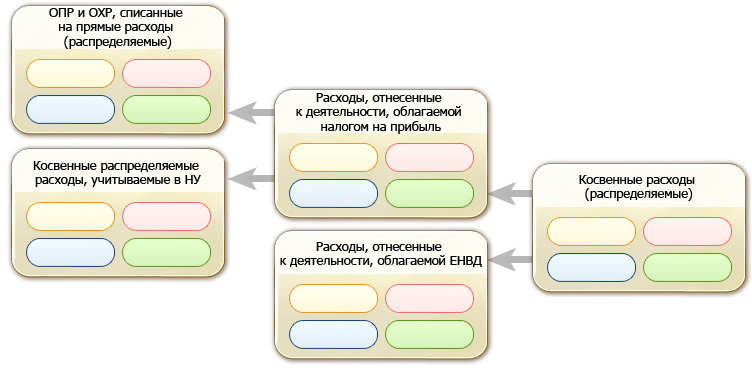 ОПР и ОХР, списанные
на прямые расходы
(распределяемые)
Расходы, отнесенные
к деятельности, облагаемой
налогом на прибыль
Косвенные распределяемые
расходы, учитываемые в НУ
Косвенные расходы
(распределяемые)
Расходы, отнесенные
к деятельности, облагаемой ЕНВД